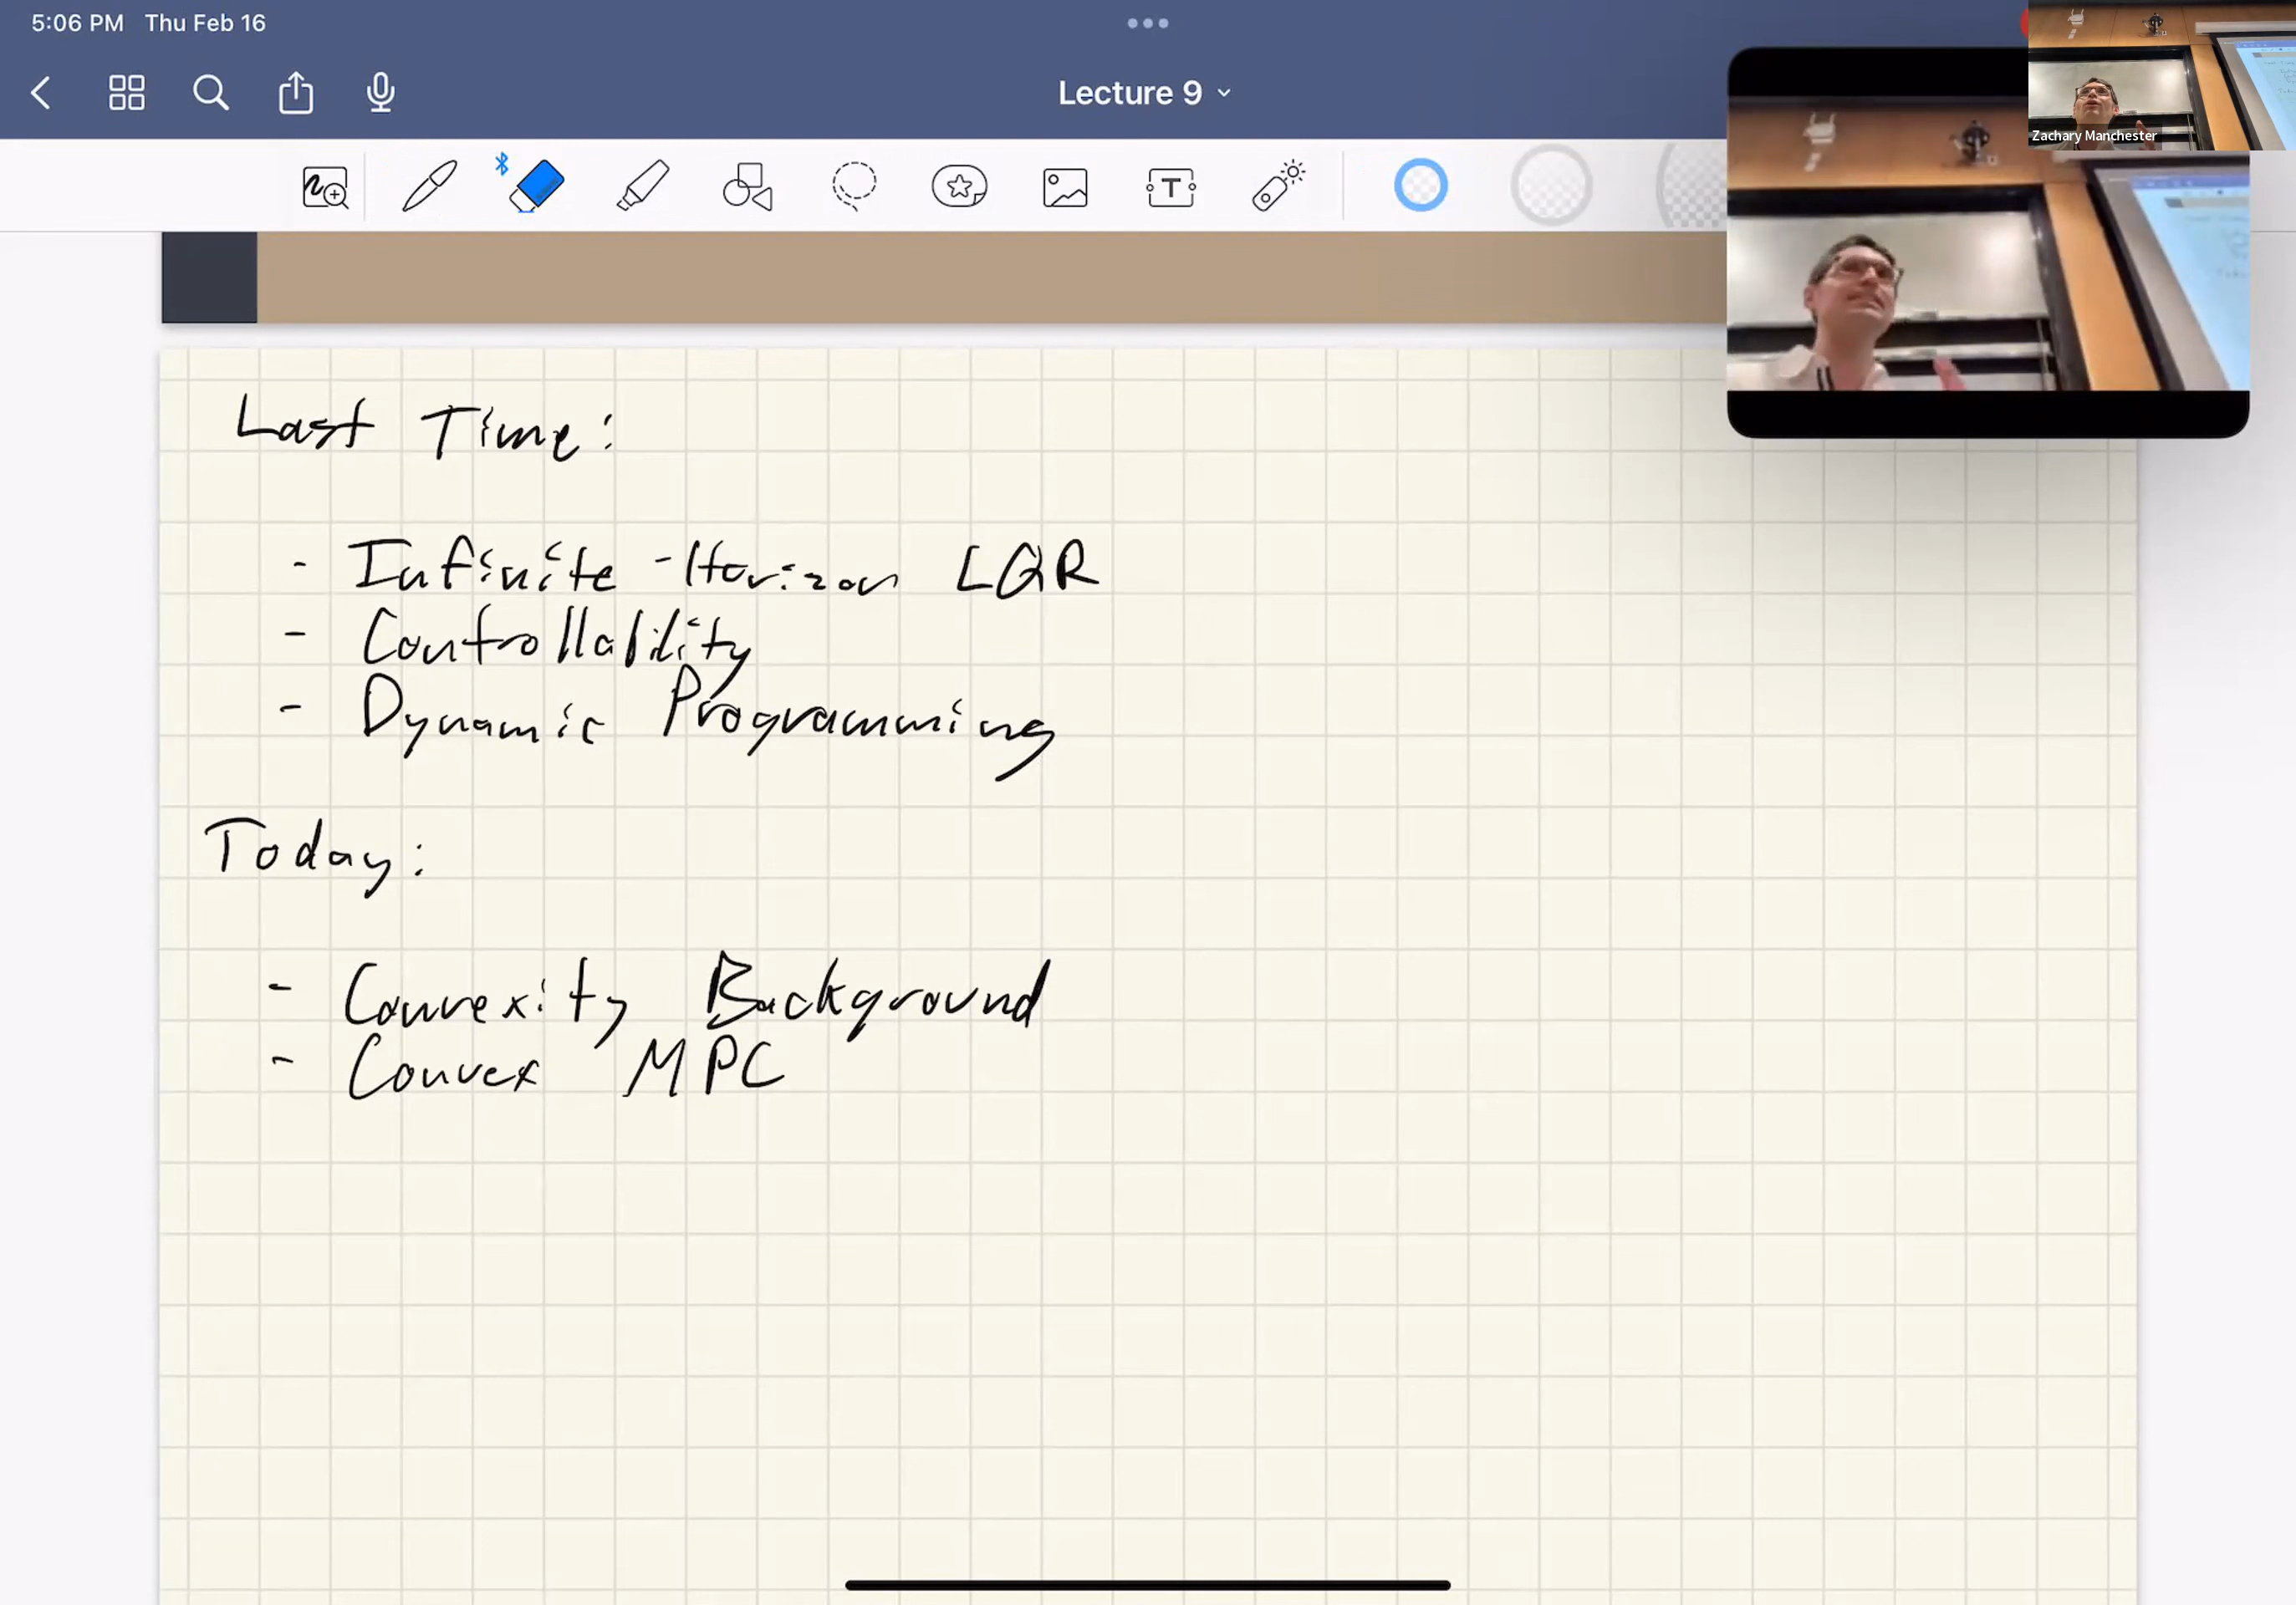 5:06 PM Thu Feb 16
Lecture 9
T
Zachary Manchester
Last Time:
- Infinite-Horizon LQR
- Controllability
- Dynamic Programming
Today:
- Convexity Background
- Convex MPC